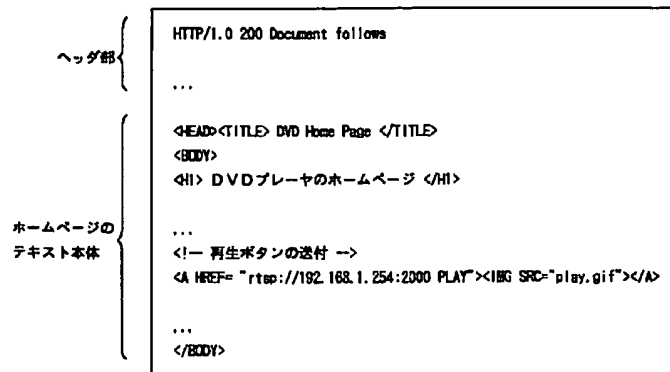 ヘッダ部
HTTP/1.0 200 Document follows
...
ホームページの
テキスト本体
<HEAD><TITLE> DVD Home Page </TITLE>
<BODY>
<H1> DVDプレーヤのホームページ </H1>
...
<!-- 再生ボタンの送付 -->
<A HREF= "rtsp://192.168.1.254:2000 PLAY"><IMG SRC="play.gif"></A>
...
</BODY>